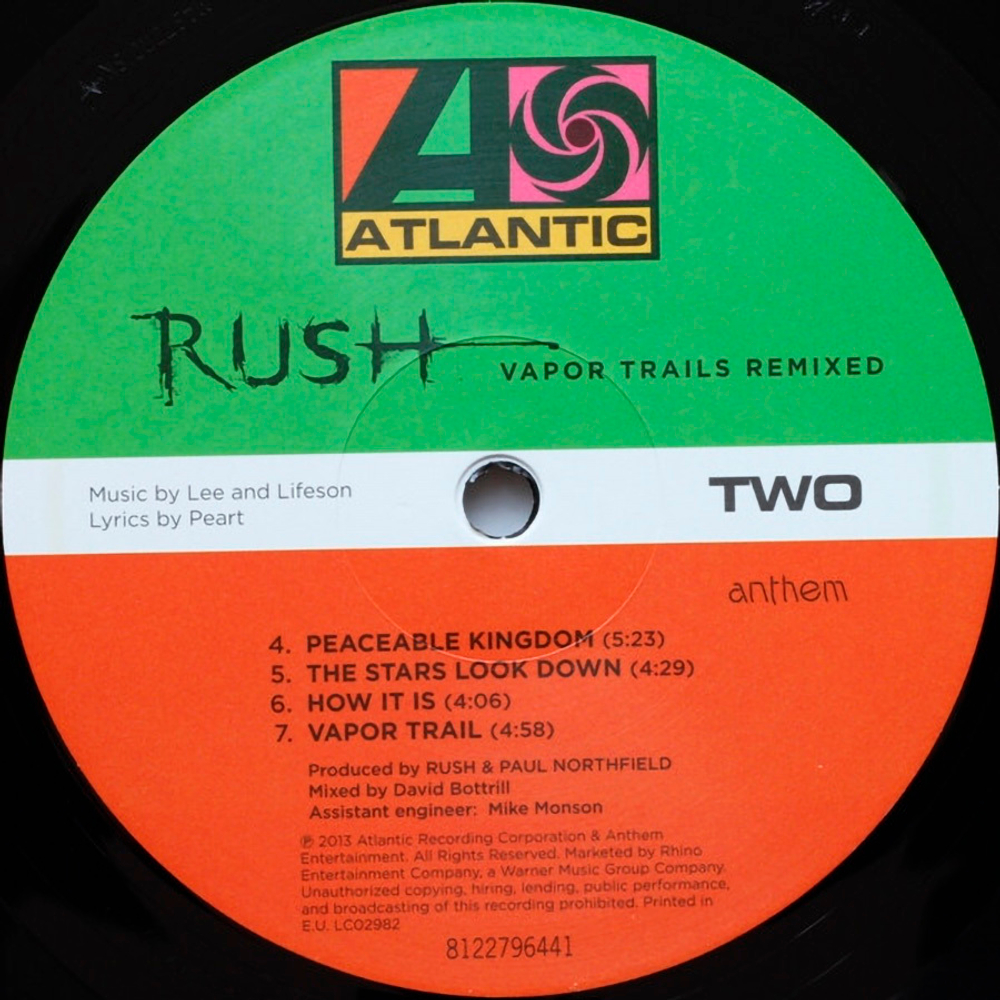 ATLANTIC
RUSH
VAPOR TRAILS REMIXED
Music by Lee and Lifeson
Lyrics by Peart
TWO
anthem
4. PEACEABLE KINGDOM (5:23)
5. THE STARS LOOK DOWN (4:29)
6. HOW IT IS (4:06)
7. VAPOR TRAIL (4:58)
Produced by RUSH & PAUL NORTHFIELD
Mixed by David Bottrill
Assistant engineer: Mike Monson
℗ 2013 Atlantic Recording Corporation & Anthem
Entertainment. All Rights Reserved. Marketed by Rhino
Entertainment Company, a Warner Music Group Company.
Unauthorized copying, hiring, lending, public performance,
and broadcasting of this recording prohibited. Printed in
E.U. LC02982
8122796441